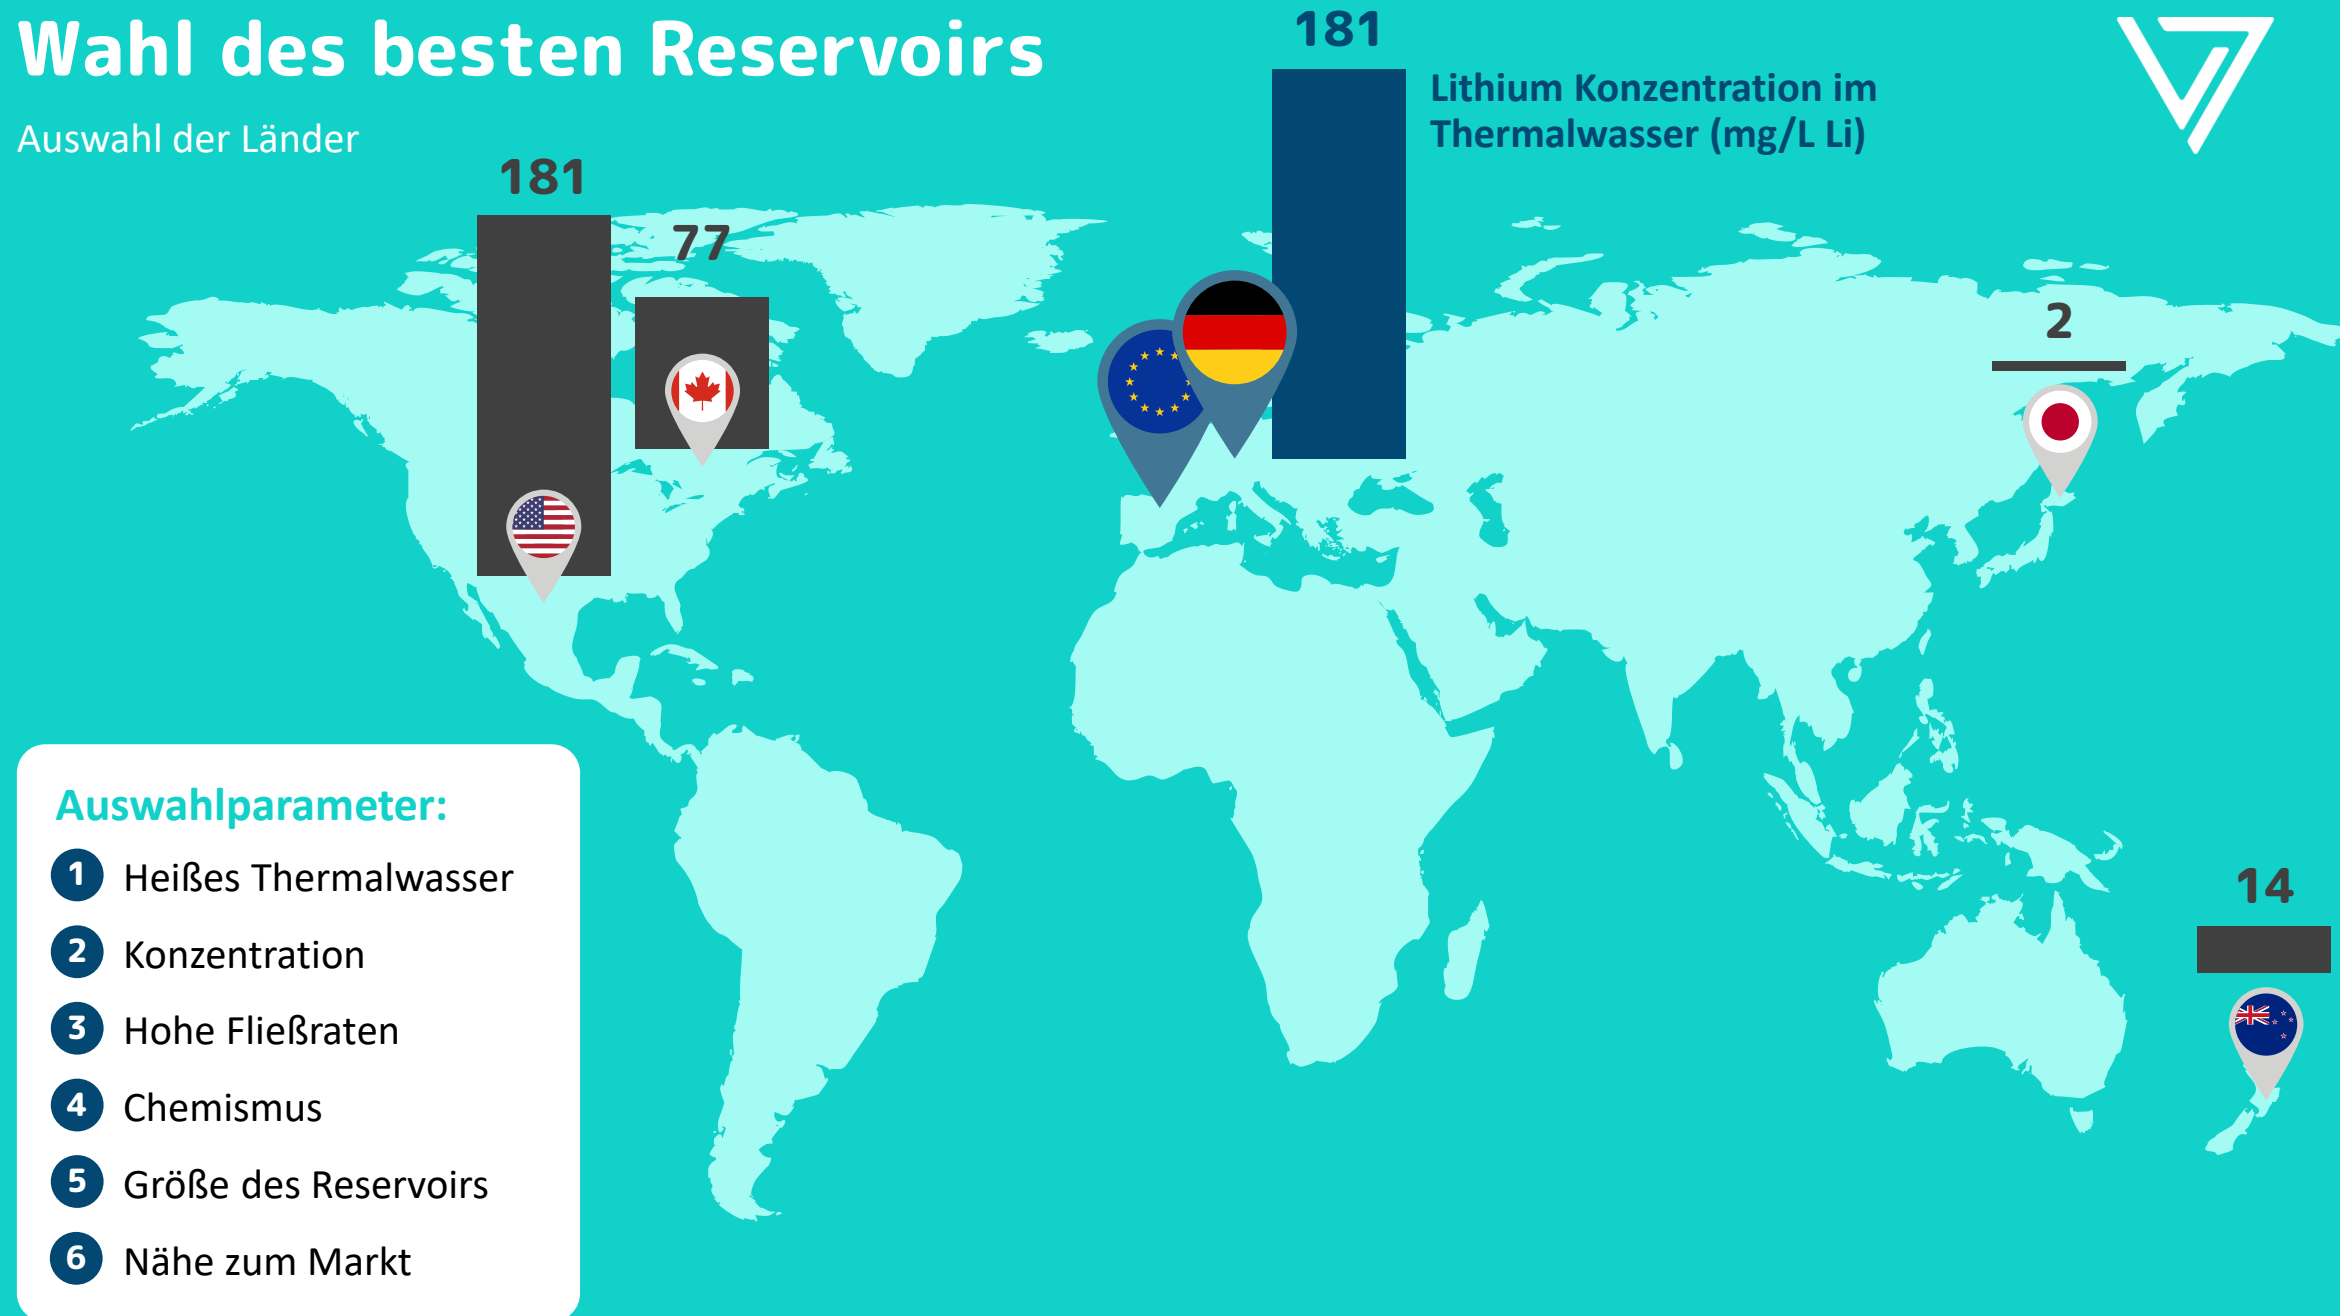 Wahl des besten Reservoirs
Auswahl der Länder
181
Lithium Konzentration im
Thermalwasser (mg/L Li)
181
77
2
14
Auswahlparameter:
1 Heißes Thermalwasser
2 Konzentration
3 Hohe Fließraten
4 Chemismus
5 Größe des Reservoirs
6 Nähe zum Markt